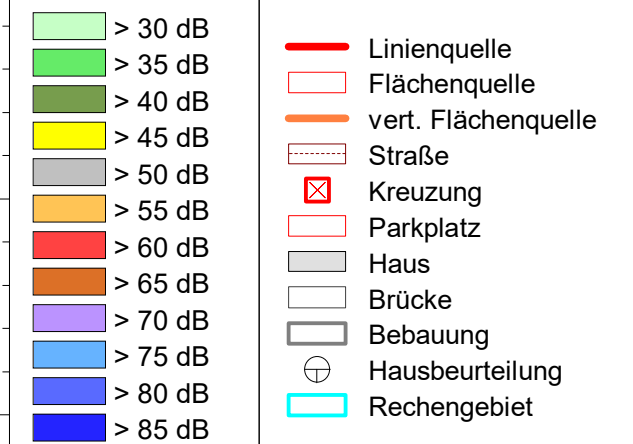 > 30 dB
> 35 dB
> 40 dB
> 45 dB
> 50 dB
> 55 dB
> 60 dB
> 65 dB
> 70 dB
> 75 dB
> 80 dB
> 85 dB
Linienquelle
Flächenquelle
vert. Flächenquelle
Straße
Kreuzung
Parkplatz
Haus
Brücke
Bebauung
Hausbeurteilung
Rechengebiet